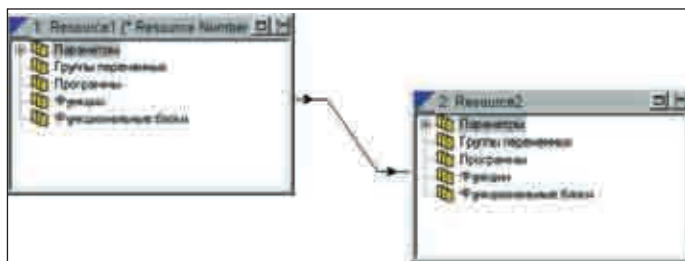 1: Resource1 (* Resource Number
Параметры
Группы переменных
Программы
Функции
Функциональные блоки
2: Resource2
Параметры
Группы переменных
Программы
Функции
Функциональные блоки